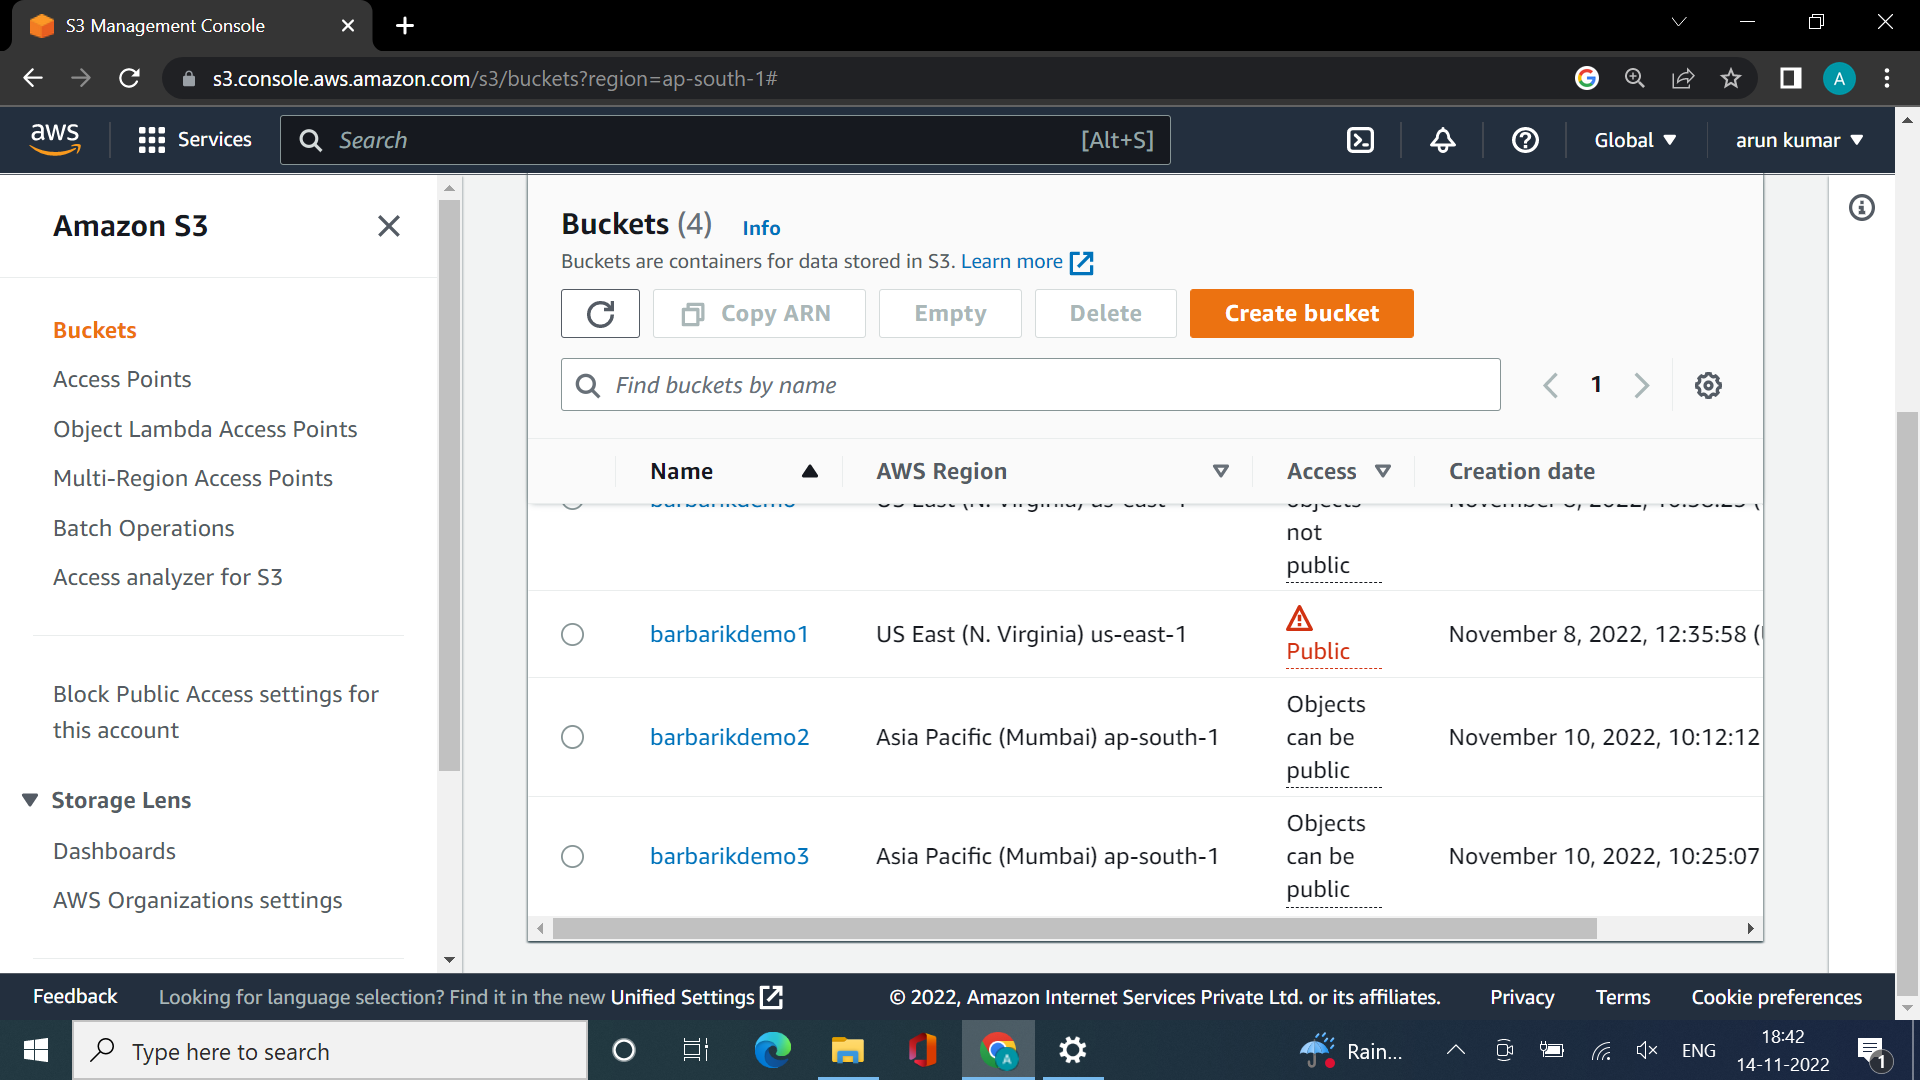 S3 Management Console
s3.console.aws.amazon.com/s3/buckets?region=ap-south-1#
A
aws
Services
Search
[Alt+S]
Global
arun kumar
Amazon S3
Buckets
Access Points
Object Lambda Access Points
Multi-Region Access Points
Batch Operations
Access analyzer for S3
Block Public Access settings for
this account
Storage Lens
Dashboards
AWS Organizations settings
Buckets (4) Info
Buckets are containers for data stored in S3. Learn more
Copy ARN
Empty
Delete
Create bucket
Find buckets by name
1
Name
AWS Region
Access
Creation date
not
public
barbarikdemo1 US East (N. Virginia) us-east-1
Public
November 8, 2022, 12:35:58 (
Objects
can be
public
barbarikdemo2 Asia Pacific (Mumbai) ap-south-1
November 10, 2022, 10:12:12
Objects
can be
public
barbarikdemo3 Asia Pacific (Mumbai) ap-south-1
November 10, 2022, 10:25:07
Feedback
Looking for language selection? Find it in the new Unified Settings
© 2022, Amazon Internet Services Private Ltd. or its affiliates.
Privacy
Terms
Cookie preferences
Type here to search
A
Rain...
ENG
18:42
14-11-2022
1